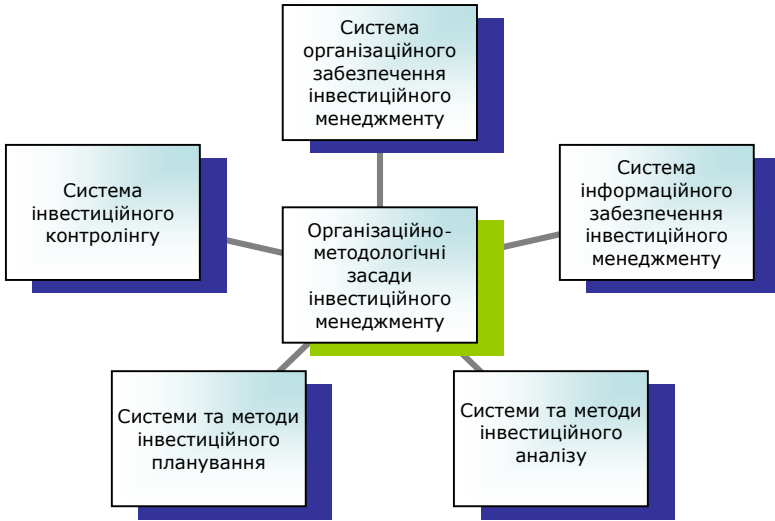 Система
організаційного
забезпечення
інвестиційного
менеджменту
Система
інвестиційного
контролінгу
Система
інформаційного
забезпечення
інвестиційного
менеджменту
Організаційно-
методологічні
засади
інвестиційного
менеджменту
Системи та методи
інвестиційного
планування
Системи та методи
інвестиційного
аналізу